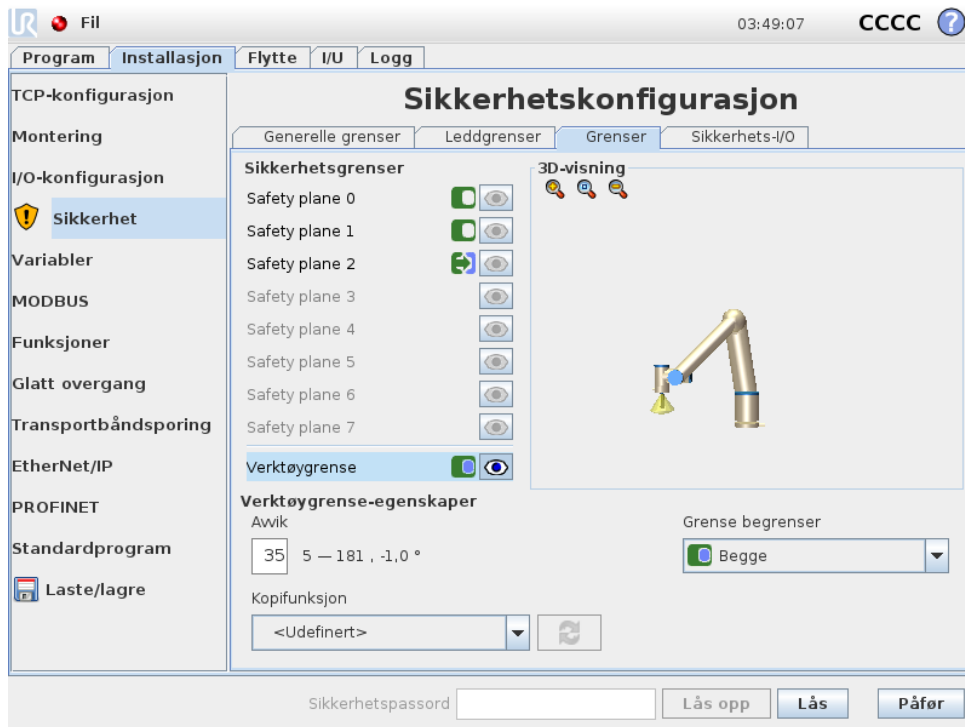 UR Fil 03:49:07 CCCC ?
Program Installasjon Flytte I/U Logg
TCP-konfigurasjon
Montering
I/O-konfigurasjon
Sikkerhet
Variabler
MODBUS
Funksjoner
Glatt overgang
Transportbåndsporing
EtherNet/IP
PROFINET
Standardprogram
Laste/lagre
Sikkerhetskonfigurasjon
Generelle grenser Leddgrenser Grenser Sikkerhets-I/O
Sikkerhetsgrenser
Safety plane 0
Safety plane 1
Safety plane 2
Safety plane 3
Safety plane 4
Safety plane 5
Safety plane 6
Safety plane 7
Verktøygrense
3D-visning
Verktøygrense-egenskaper
Avvik
35 5 — 181 , -1,0 °
Grense begrenser
Begge
Kopifunksjon
<Udefinert>
Sikkerhetspassord Lås opp Lås Påfør